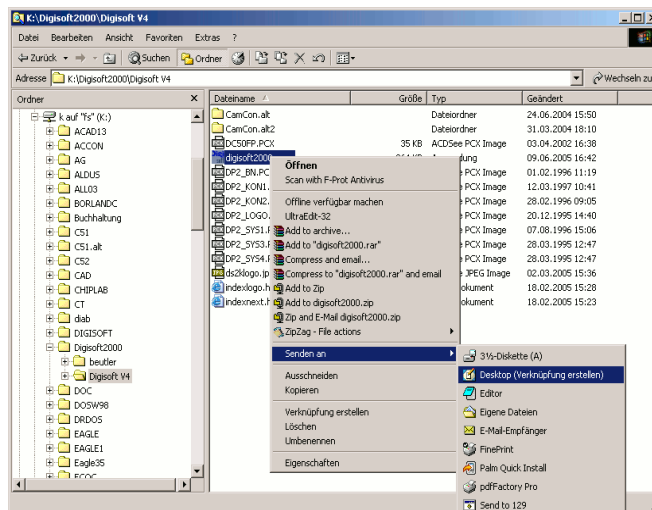 K:\Digisoft2000\Digisoft V4
Datei Bearbeiten Ansicht Favoriten Extras ?
Zurück Suchen Ordner
Adresse K:\Digisoft2000\Digisoft V4 Wechseln zu
Ordner
k auf "fs" (K:)
ACAD13
ACCON
AG
ALDUS
ALL03
BORLANDC
Buchhaltung
C51
C51.alt
C52
CAD
CHIPLAB
CT
diab
DIGISOFT
Digisoft2000
beutler
Digisoft V4
DOC
DOSW98
DRDOS
EAGLE
EAGLE1
Eagle35
Dateiname Größe Typ Geändert
CamCon.alt Dateiordner 24.06.2004 15:50
CamCon.alt2 Dateiordner 31.03.2004 18:10
DC50FP.PCX 35 KB ACDSee PCX Image 03.04.2002 16:38
digisoft2000 09.06.2005 16:42
DP2_BN.PC PCX Image 01.02.1996 11:19
DP2_KON1. PCX Image 12.03.1997 10:41
DP2_KON2. PCX Image 28.02.1996 09:05
DP2_LOGO. PCX Image 20.12.1995 14:40
DP2_SYS1.F PCX Image 07.08.1996 15:06
DP2_SYS3.F PCX Image 28.03.1995 12:47
DP2_SYS4.F PCX Image 28.03.1995 12:47
ds2klogo.jp JPEG Image 02.03.2005 15:36
indexlogo.h okument 18.02.2005 15:28
indexnext.h okument 18.02.2005 15:23
Öffnen
Scan with F-Prot Antivirus
Offline verfügbar machen
UltraEdit-32
Add to archive...
Add to "digisoft2000.rar"
Compress and email...
Compress to "digisoft2000.rar" and email
Add to Zip
Add to digisoft2000.zip
Zip and E-Mail digisoft2000.zip
ZipZag - File actions
Senden an
Ausschneiden
Kopieren
Verknüpfung erstellen
Löschen
Umbenennen
Eigenschaften
3½-Diskette (A)
Desktop (Verknüpfung erstellen)
Editor
Eigene Dateien
E-Mail-Empfänger
FinePrint
Palm Quick Install
pdfFactory Pro
Send to 129